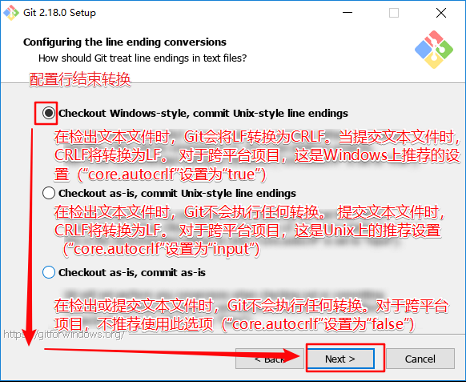 Git 2.18.0 Setup
Configuring the line ending conversions
How should Git treat line endings in text files?
配置行结束转换
Checkout Windows-style, commit Unix-style line endings
在检出文本文件时，Git会将LF转换为CRLF。当提交文本文件时，
CRLF将转换为LF。 对于跨平台项目，这是Windows上推荐的设
置（“core.autocrlf”设置为“true”）
Checkout as-is, commit Unix-style line endings
在检出文本文件时，Git不会执行任何转换。 提交文本文件时，
CRLF将转换为LF。 对于跨平台项目，这是Unix上的推荐设置
（“core.autocrlf”设置为“input”）
Checkout as-is, commit as-is
在检出或提交文本文件时，Git不会执行任何转换。对于跨平台
项目，不推荐使用此选项（“core.autocrlf”设置为“false”）
https://gitforwindows.org/
< Back
Next >
Cancel